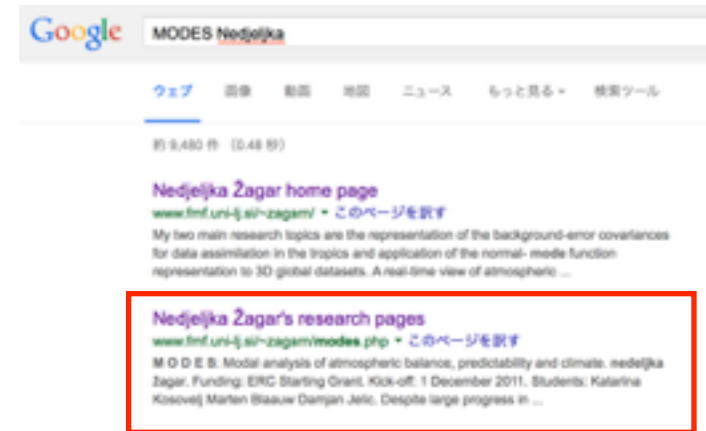 Google MODES Nedjeljka
ウェブ 画像 動画 地図 ニュース もっと見る 検索ツール
約 9,480 件 (0.48 秒)
Nedjeljka Žagar home page
www.fmf.uni-lj.si/~zagarn/ ▼ このページを訳す
My two main research topics are the representation of the background-error covariances
for data assimilation in the tropics and application of the normal- mode function
representation to 3D global datasets. A real-time view of atmospheric ...
Nedjeljka Žagar's research pages
www.fmf.uni-lj.si/~zagarn/modes.php ▼ このページを訳す
M O D E S: Modal analysis of atmospheric balance, predictability and climate. nedeljka
žagar. Funding: ERC Starting Grant. Kick-off: 1 December 2011. Students: Katarina
Kosovelj Marten Blaauw Damjan Jelic. Despite large progress in ...